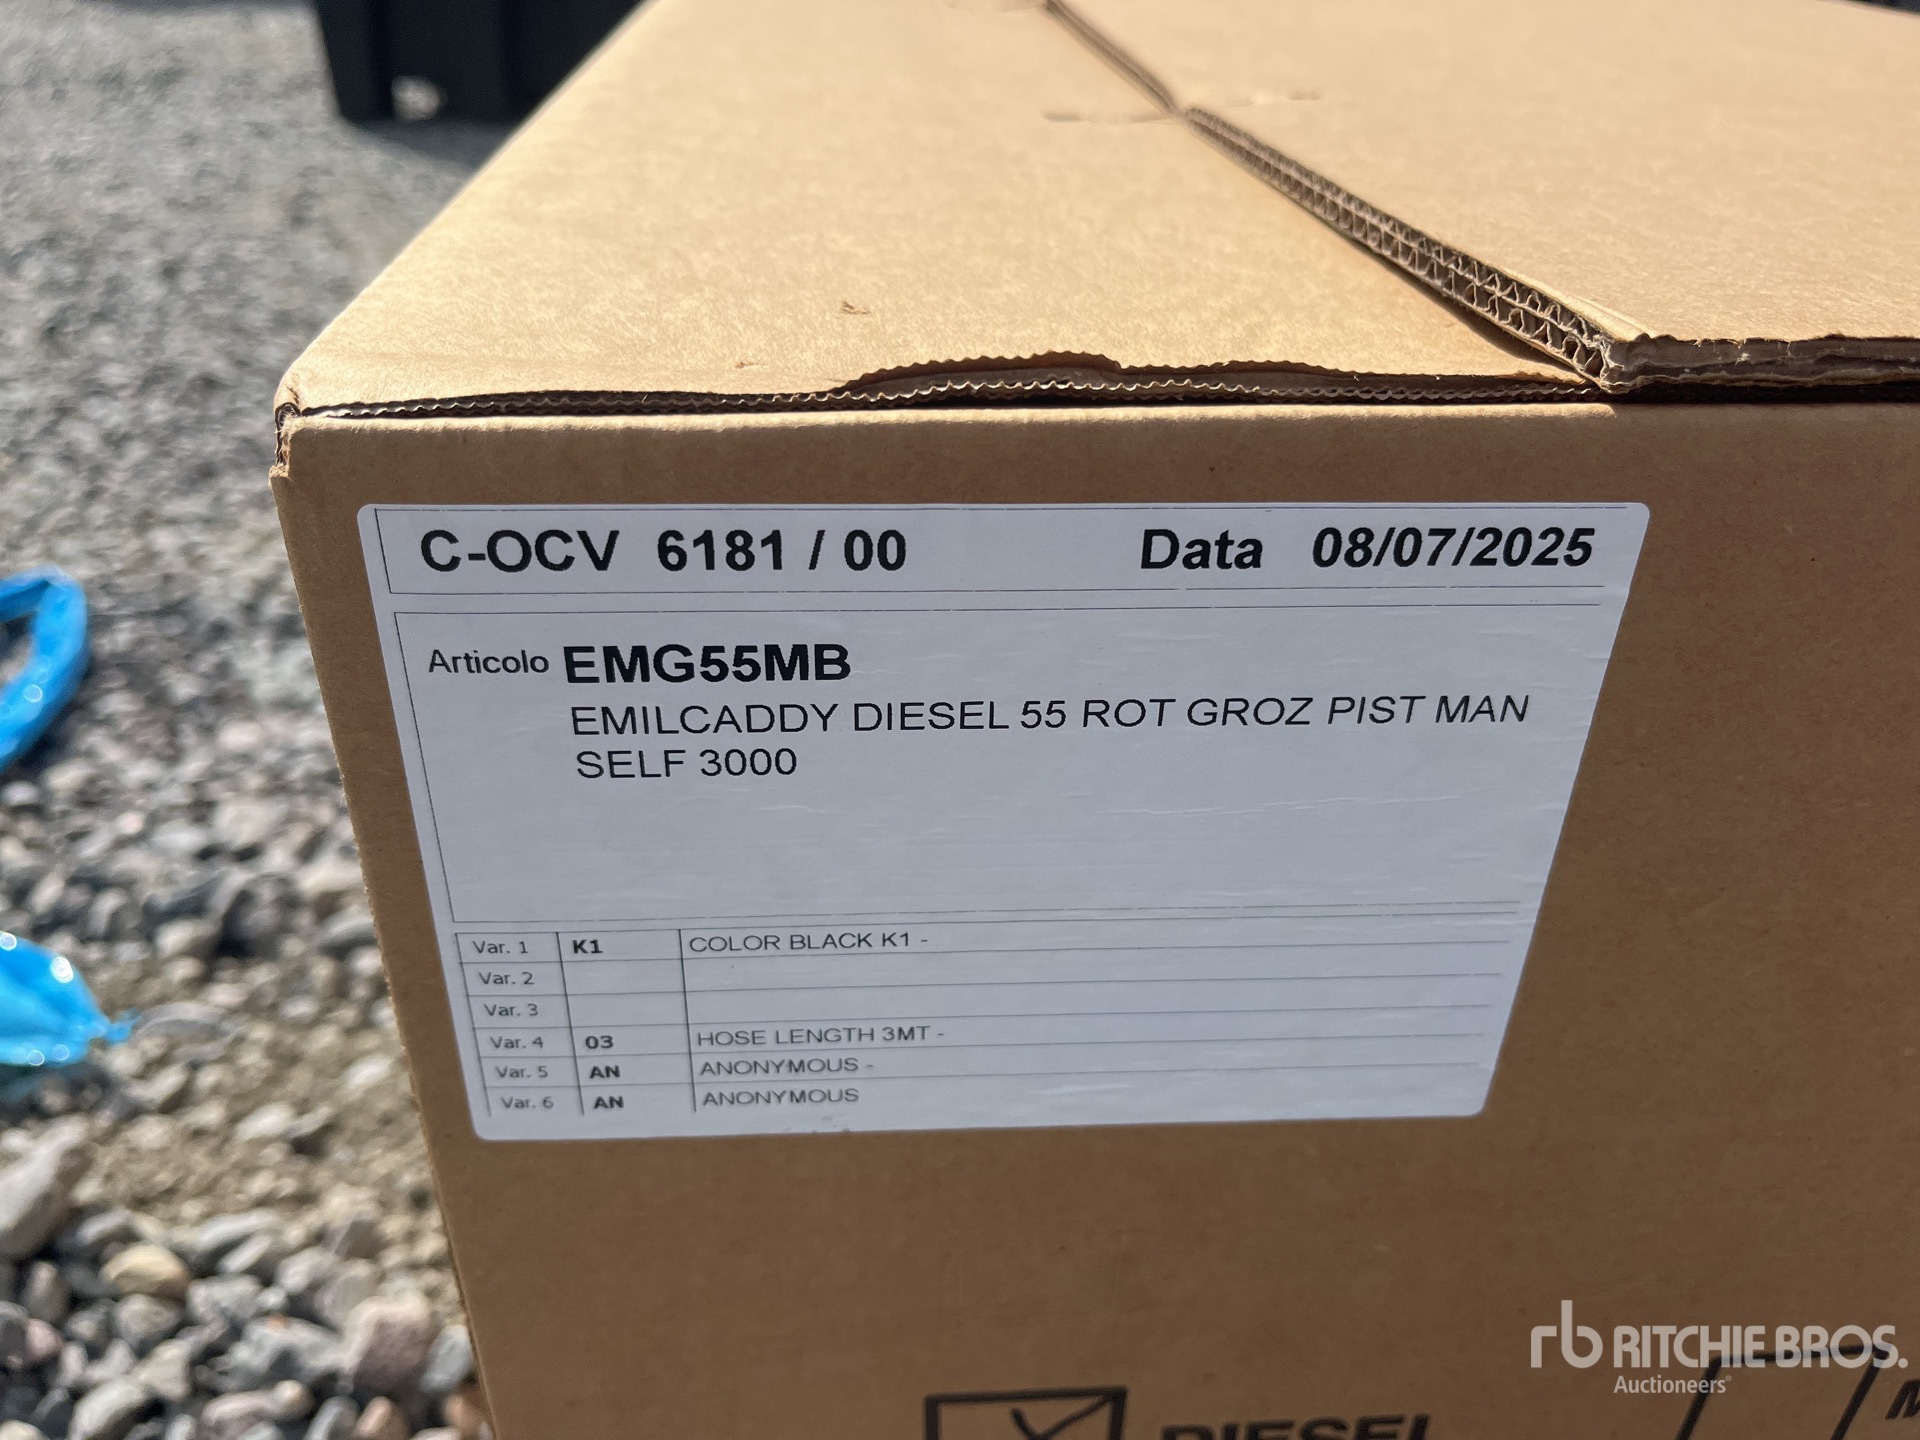 C-OCV 6181 / 00 Data 08/07/2025
Articolo EMG55MB
EMILCADDY DIESEL 55 ROT GROZ PIST MAN
SELF 3000
Var. 1 K1 COLOR BLACK K1 -
Var. 2
Var. 3
Var. 4 03 HOSE LENGTH 3MT -
Var. 5 AN ANONYMOUS -
Var. 6 AN ANONYMOUS
DIESEL
rb RITCHIE BROS.
Auctioneers